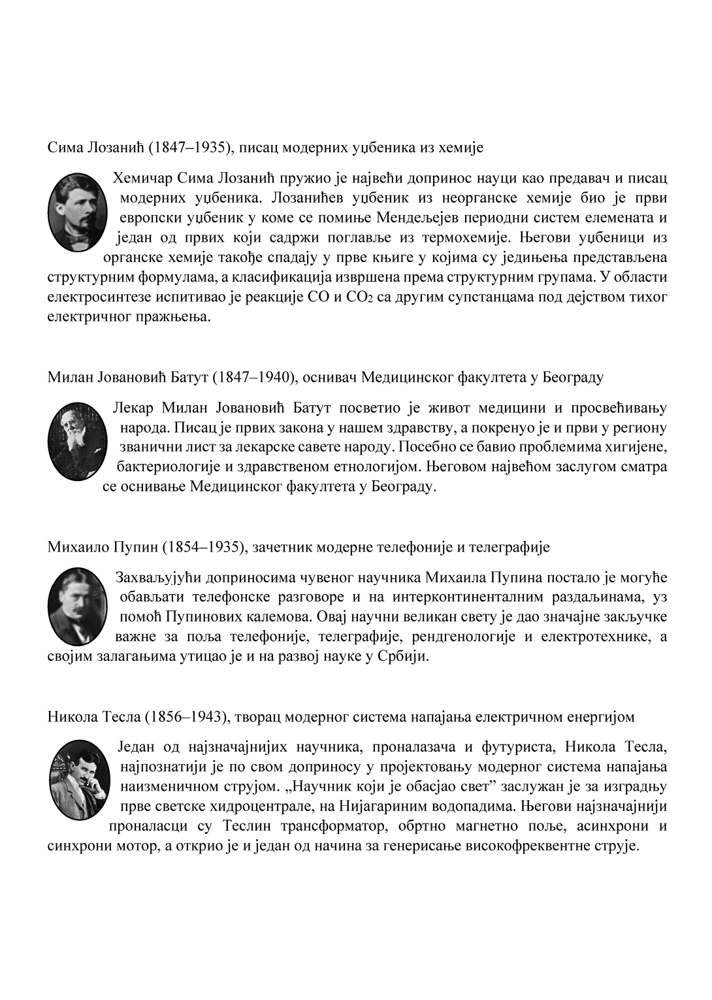 Сима Лозанић (1847–1935), писац модерних уџбеника из хемије
Хемичар Сима Лозанић пружио је највећи допринос науци као предавач и писац
модерних уџбеника. Лозанићев уџбеник из неорганске хемије био је први
европски уџбеник у коме се помиње Мендељејев периодни систем елемената и
један од првих који садржи поглавље из термохемије. Његови уџбеници из
органске хемије такође спадају у прве књиге у којима су једињења представљена
структурним формулама, а класификација извршена према структурним групама. У области
електросинтезе испитивао је реакције CO и CO2 са другим супстанцама под дејством тихог
електричног пражњења.
Милан Јовановић Батут (1847–1940), оснивач Медицинског факултета у Београду
Лекар Милан Јовановић Батут посветио је живот медицини и просвећивању
народа. Писац је првих закона у нашем здравству, а покренуо је и први у региону
званични лист за лекарске савете народу. Посебно се бавио проблемима хигијене,
бактериологије и здравственом етнологијом. Његовом највећом заслугом сматра
се оснивање Медицинског факултета у Београду.
Михаило Пупин (1854–1935), зачетник модерне телефоније и телеграфије
Захваљујући доприносима чувеног научника Михаила Пупина постало је могуће
обављати телефонске разговоре и на интерконтиненталним раздаљинама, уз
помоћ Пупинових калемова. Овај научни великан свету је дао значајне закључке
важне за поља телефоније, телеграфије, рендгенологије и електротехнике, а
својим залагањима утицао је и на развој науке у Србији.
Никола Тесла (1856–1943), творац модерног система напајања електричном енергијом
Један од најзначајнијих научника, проналазача и футуриста, Никола Тесла,
најпознатији је по свом доприносу у пројектовању модерног система напајања
наизменичном струјом. „Научник који је обасјао свет” заслужан је за изградњу
прве светске хидроцентрале, на Нијагариним водопадима. Његови најзначајнији
проналасци су Теслин трансформатор, обртно магнетно поље, асинхрони и
синхрони мотор, а открио је и један од начина за генерисање високофреквентне струје.